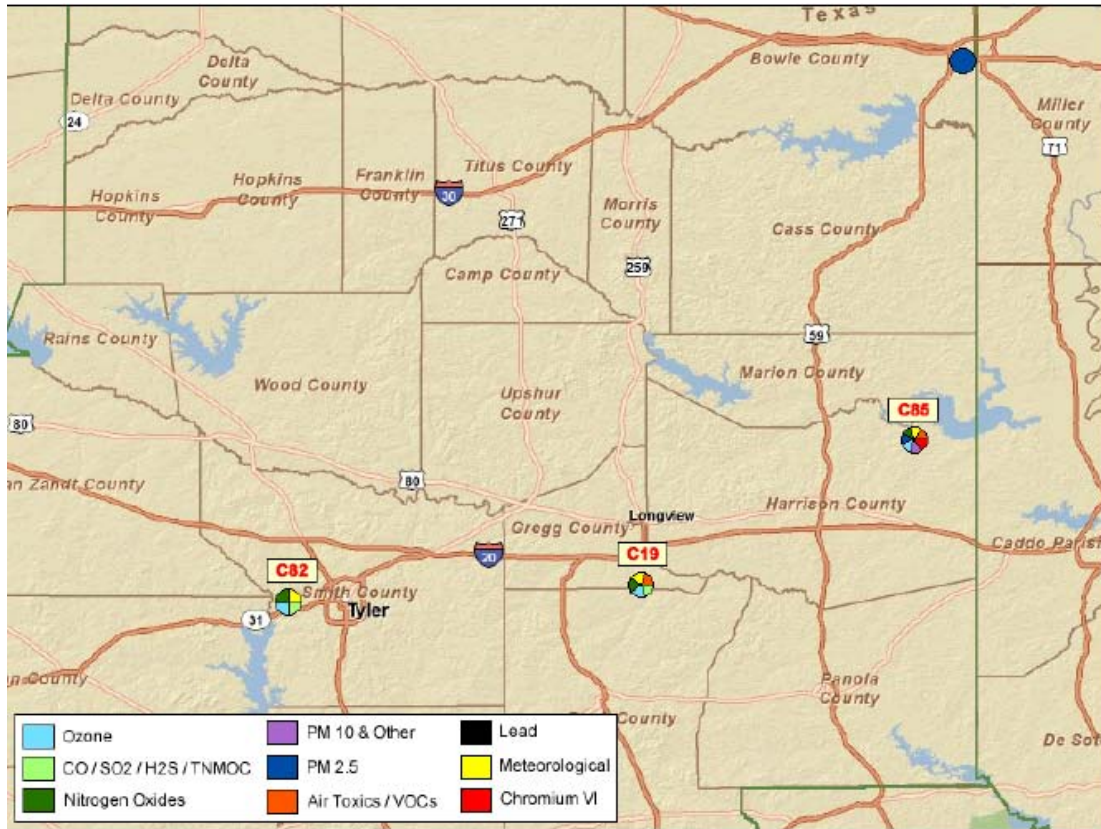 Texas
Delta
County
Bowie County
Delta County
24
Miller
County
71
Titus County
Hopkins
County
Franklin
County
30
Hopkins
County
271
Morris
County
Cass County
259
Camp County
59
Rains County
Marion County
Wood County
Upshur
County
C85
80
80
Harrison County
Longview
Gregg County
Caddo Parish
C19
20
C82
Smith County
Tyler
31
Panola
County
County
De Soto
Ozone
PM 10 & Other
Lead
CO / SO2 / H2S / TNMOC
PM 2.5
Meteorological
Nitrogen Oxides
Air Toxics / VOCs
Chromium VI